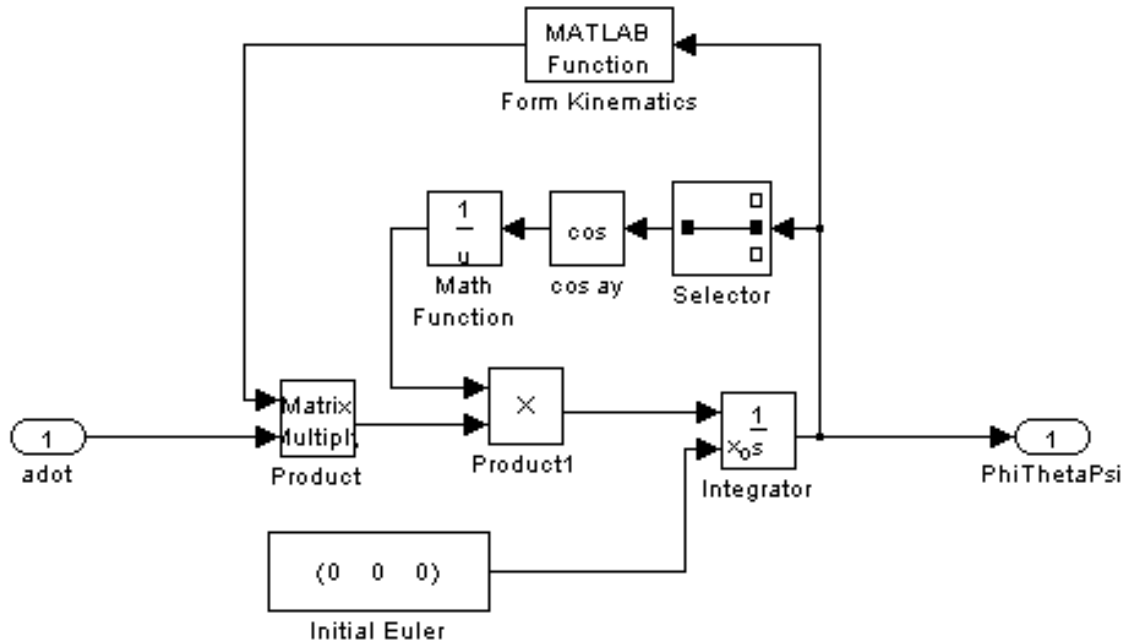 MATLAB
Function
Form Kinematics
1
u
Math
Function
cos
cos ay
Selector
1
adot
Matrix
Multiply
Product
×
Product1
1
xos
Integrator
1
PhiThetaPsi
(0 0 0)
Initial Euler